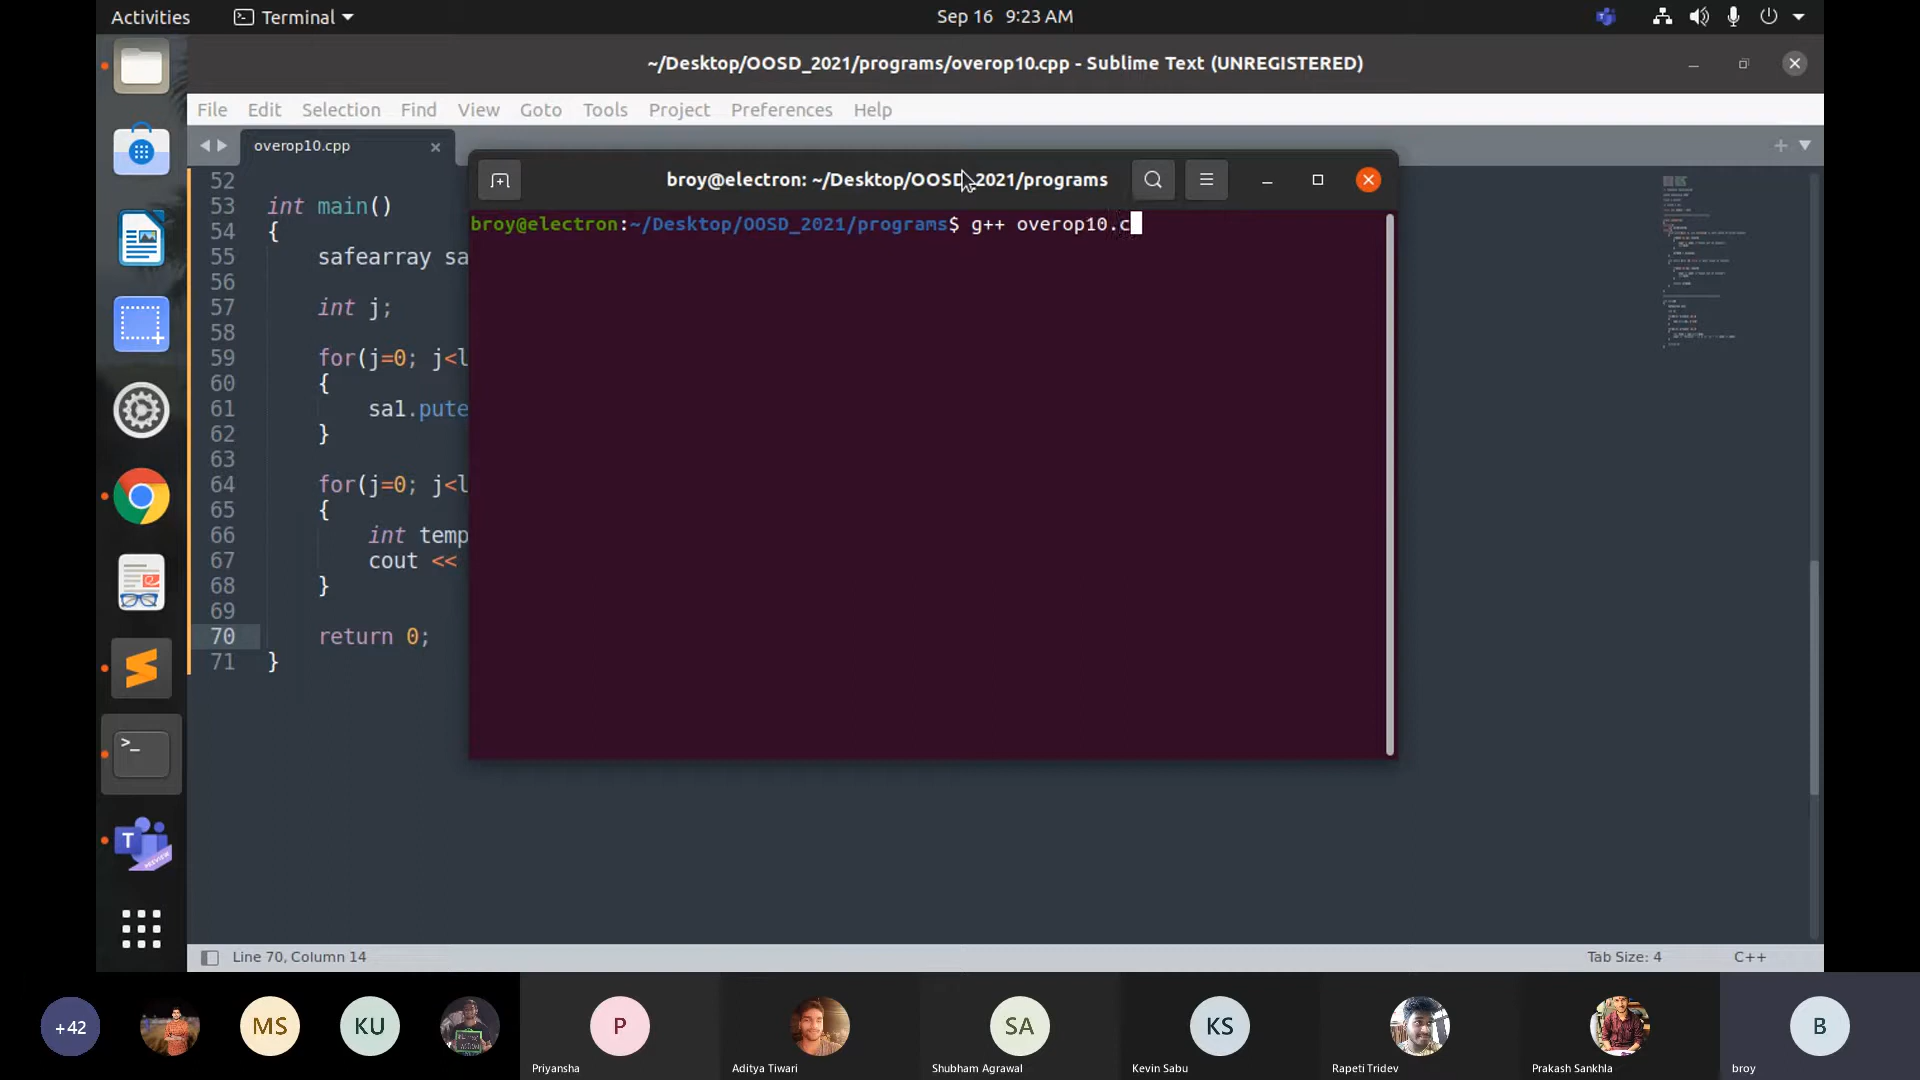 Activities
Terminal
Sep 16 9:23 AM
~/Desktop/OOSD_2021/programs/overop10.cpp - Sublime Text (UNREGISTERED)
File Edit Selection Find View Goto Tools Project Preferences Help
overop10.cpp
broy@electron: ~/Desktop/OOSD_2021/programs
broy@electron:~/Desktop/OOSD_2021/programs$ g++ overop10.c
52
53 int main()
54 {
55 safearray sa
56
57 int j;
58
59 for(j=0; j<l
60 {
61 sa1.pute
62 }
63
64 for(j=0; j<l
65 {
66 int temp
67 cout <<
68 }
69
70 return 0;
71 }
Line 70, Column 14
Tab Size: 4
C++
+42
MS
KU
P
SA
KS
B
Priyansha
Aditya Tiwari
Shubham Agrawal
Kevin Sabu
Rapeti Tridev
Prakash Sankhla
broy